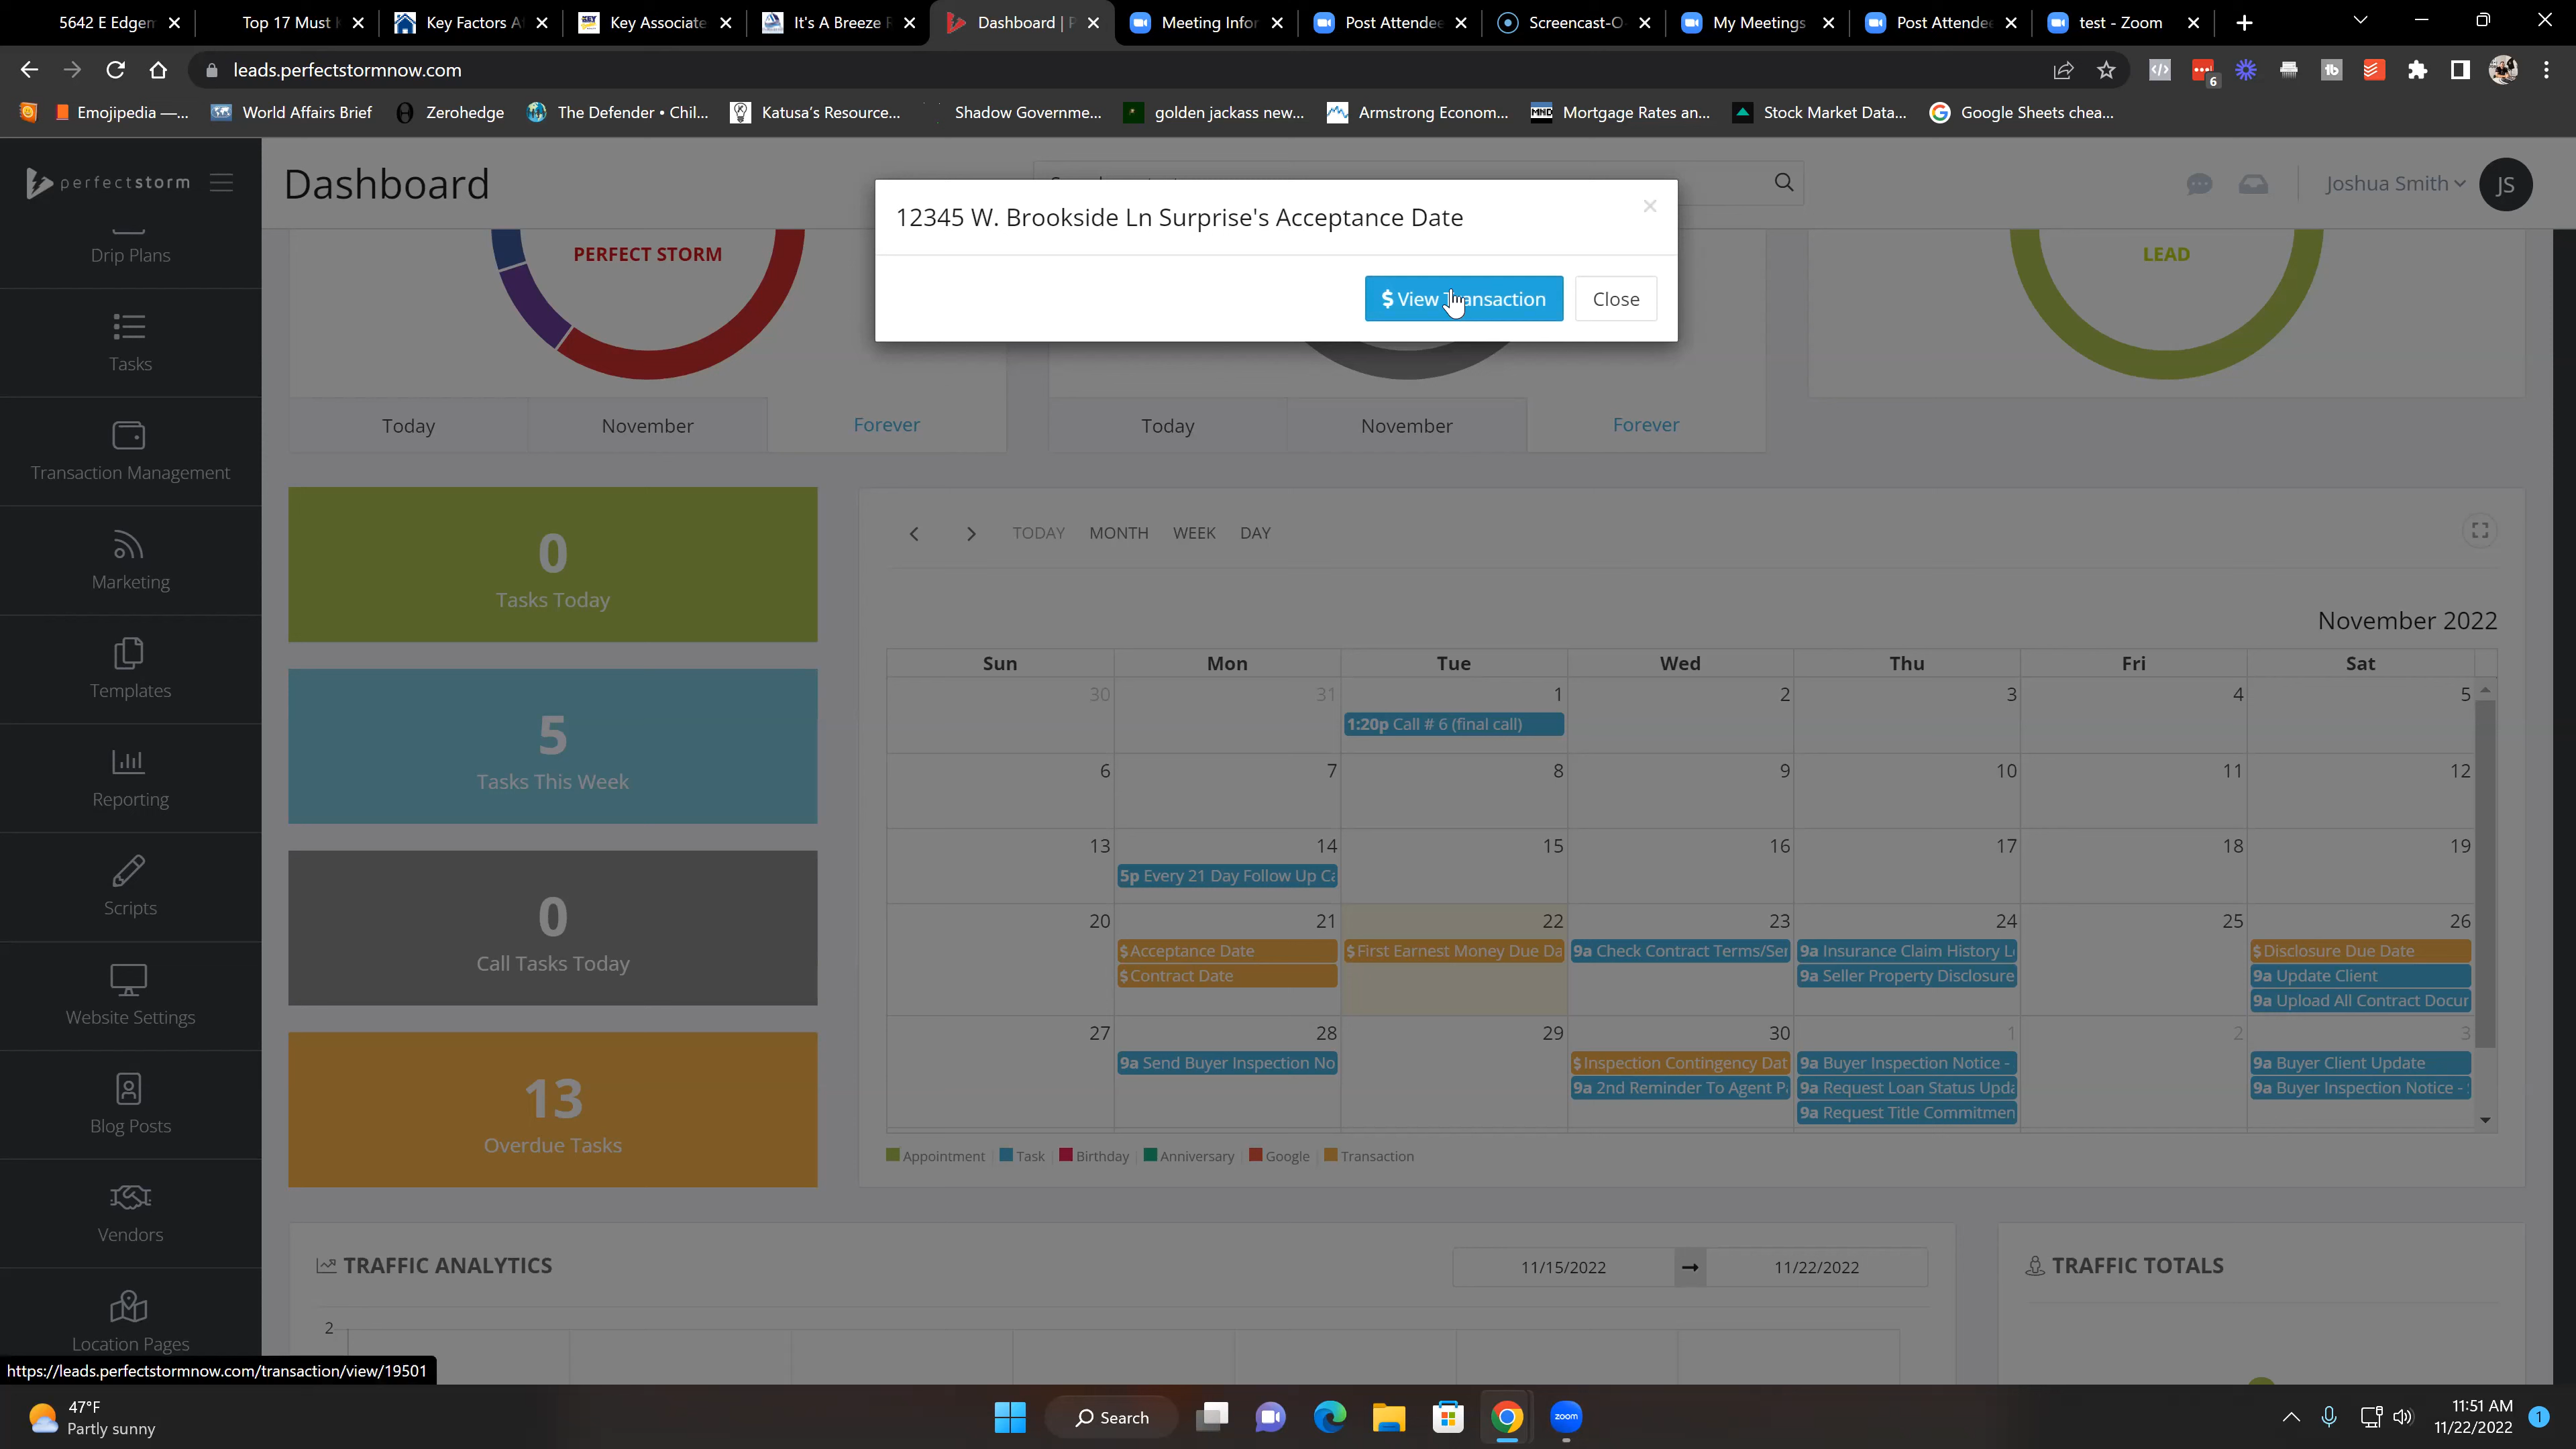 5642 E Edgem
Top 17 Must
Key Factors A
Key Associate
It's A Breeze R
Dashboard | P
Meeting Infor
Post Attendee
Screencast-O
My Meetings
Post Attendee
test - Zoom
leads.perfectstormnow.com
6
Emojipedia —...
World Affairs Brief
Zerohedge
The Defender • Chil...
Katusa's Resource...
Shadow Governme...
golden jackass new...
Armstrong Econom...
MND
Mortgage Rates an...
Stock Market Data...
Google Sheets chea...
perfectstorm
Dashboard
Joshua Smith
JS
12345 W. Brookside Ln Surprise's Acceptance Date
$ View Transaction
Close
Drip Plans
Tasks
Transaction Management
Marketing
Templates
Reporting
Scripts
Website Settings
Blog Posts
Vendors
Location Pages
PERFECT STORM
LEAD
Today
November
Forever
Today
November
Forever
0
Tasks Today
5
Tasks This Week
0
Call Tasks Today
13
Overdue Tasks
TODAY MONTH WEEK DAY
November 2022
Sun Mon Tue Wed Thu Fri Sat
30 31 1 2 3 4 5
1:20p Call # 6 (final call)
6 7 8 9 10 11 12
13 14 15 16 17 18 19
5p Every 21 Day Follow Up Ca
20 21 22 23 24 25 26
$Acceptance Date
$Contract Date
$First Earnest Money Due Da
9a Check Contract Terms/Ser
9a Insurance Claim History L
9a Seller Property Disclosure
$Disclosure Due Date
9a Update Client
9a Upload All Contract Docur
27 28 29 30 1 2 3
9a Send Buyer Inspection No
$Inspection Contingency Dat
9a 2nd Reminder To Agent P
9a Buyer Inspection Notice -
9a Request Loan Status Upda
9a Request Title Commitmen
9a Buyer Client Update
9a Buyer Inspection Notice -
Appointment Task Birthday Anniversary Google Transaction
TRAFFIC ANALYTICS
11/15/2022
11/22/2022
TRAFFIC TOTALS
2
https://leads.perfectstormnow.com/transaction/view/19501
47°F
Partly sunny
Search
zoom
11:51 AM
11/22/2022
1